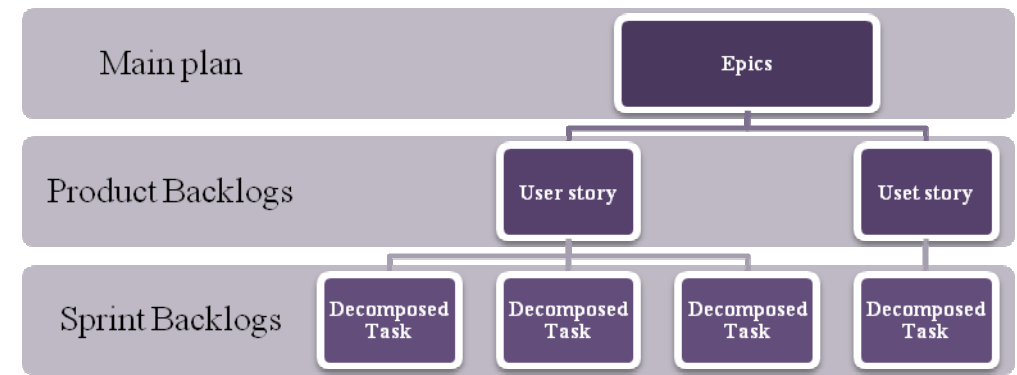 Main plan
Epics
Product Backlogs
User story
Uset story
Sprint Backlogs
Decomposed
Task
Decomposed
Task
Decomposed
Task
Decomposed
Task